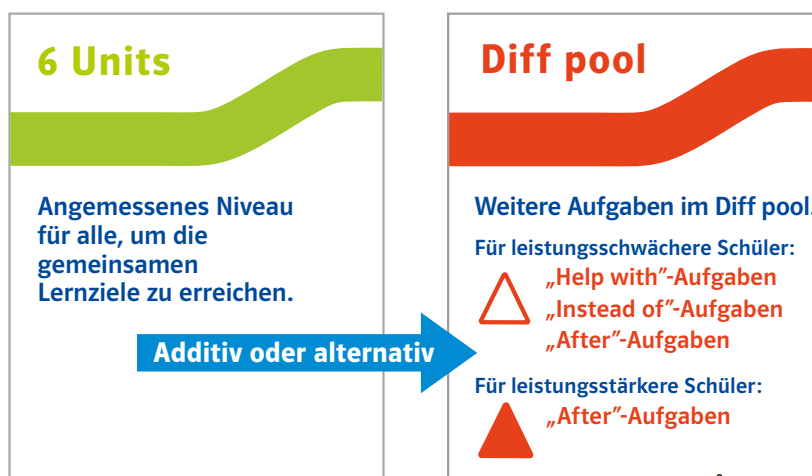 6 Units
Angemessenes Niveau
für alle, um die
gemeinsamen
Lernziele zu erreichen.
Additiv oder alternativ
Diff pool
Weitere Aufgaben im Diff pool.
Für leistungsschwächere Schüler:
„Help with”-Aufgaben
„Instead of”-Aufgaben
„After”-Aufgaben
Für leistungsstärkere Schüler:
„After”-Aufgaben